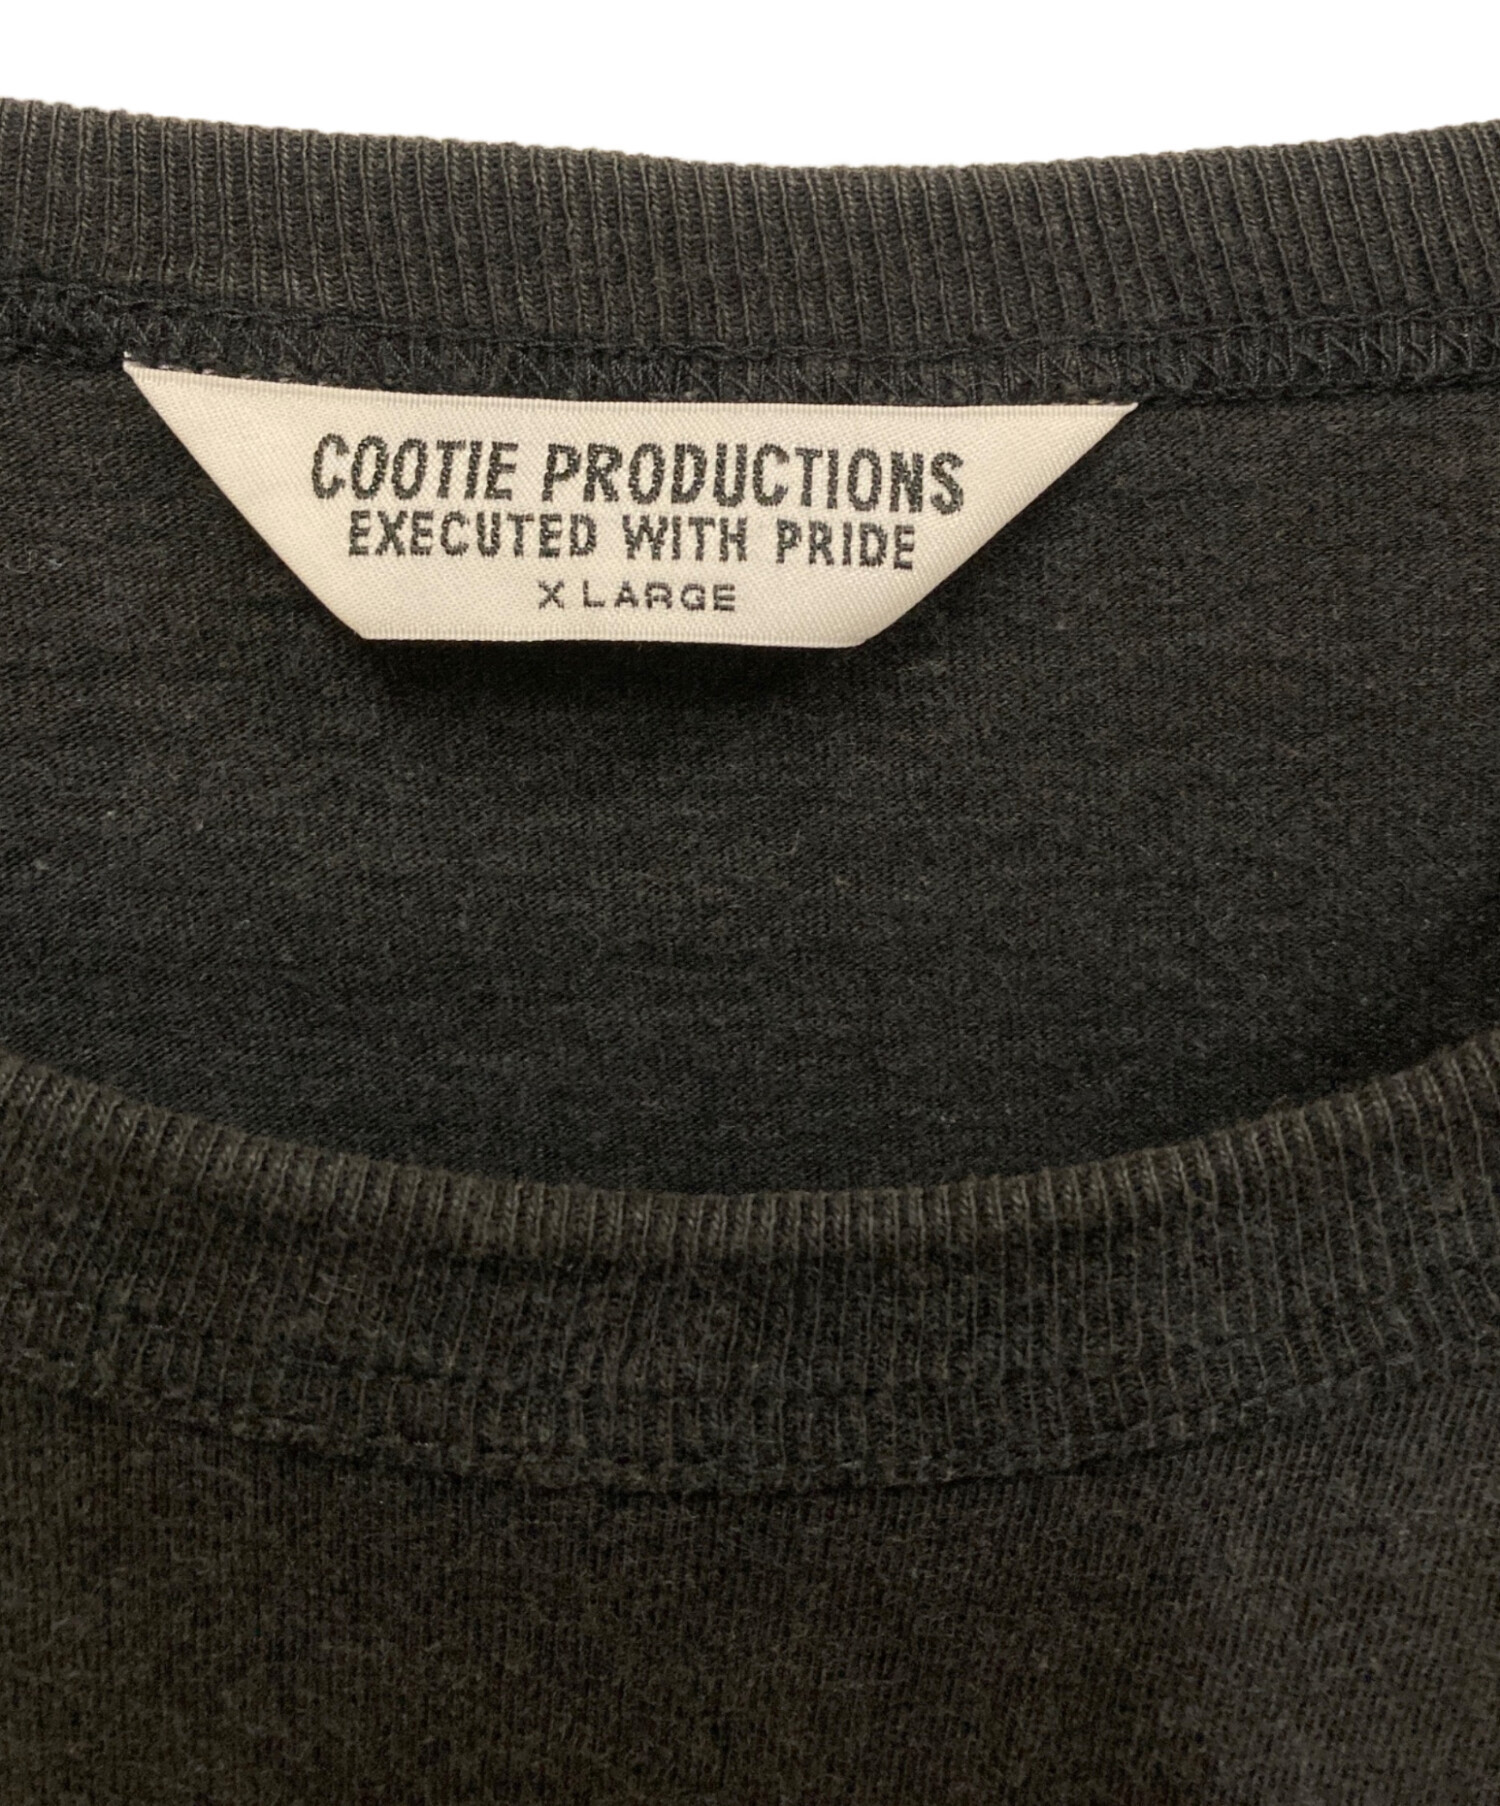 COOTIE PRODUCTIONS
EXECUTED WITH PRIDE
X LARGE